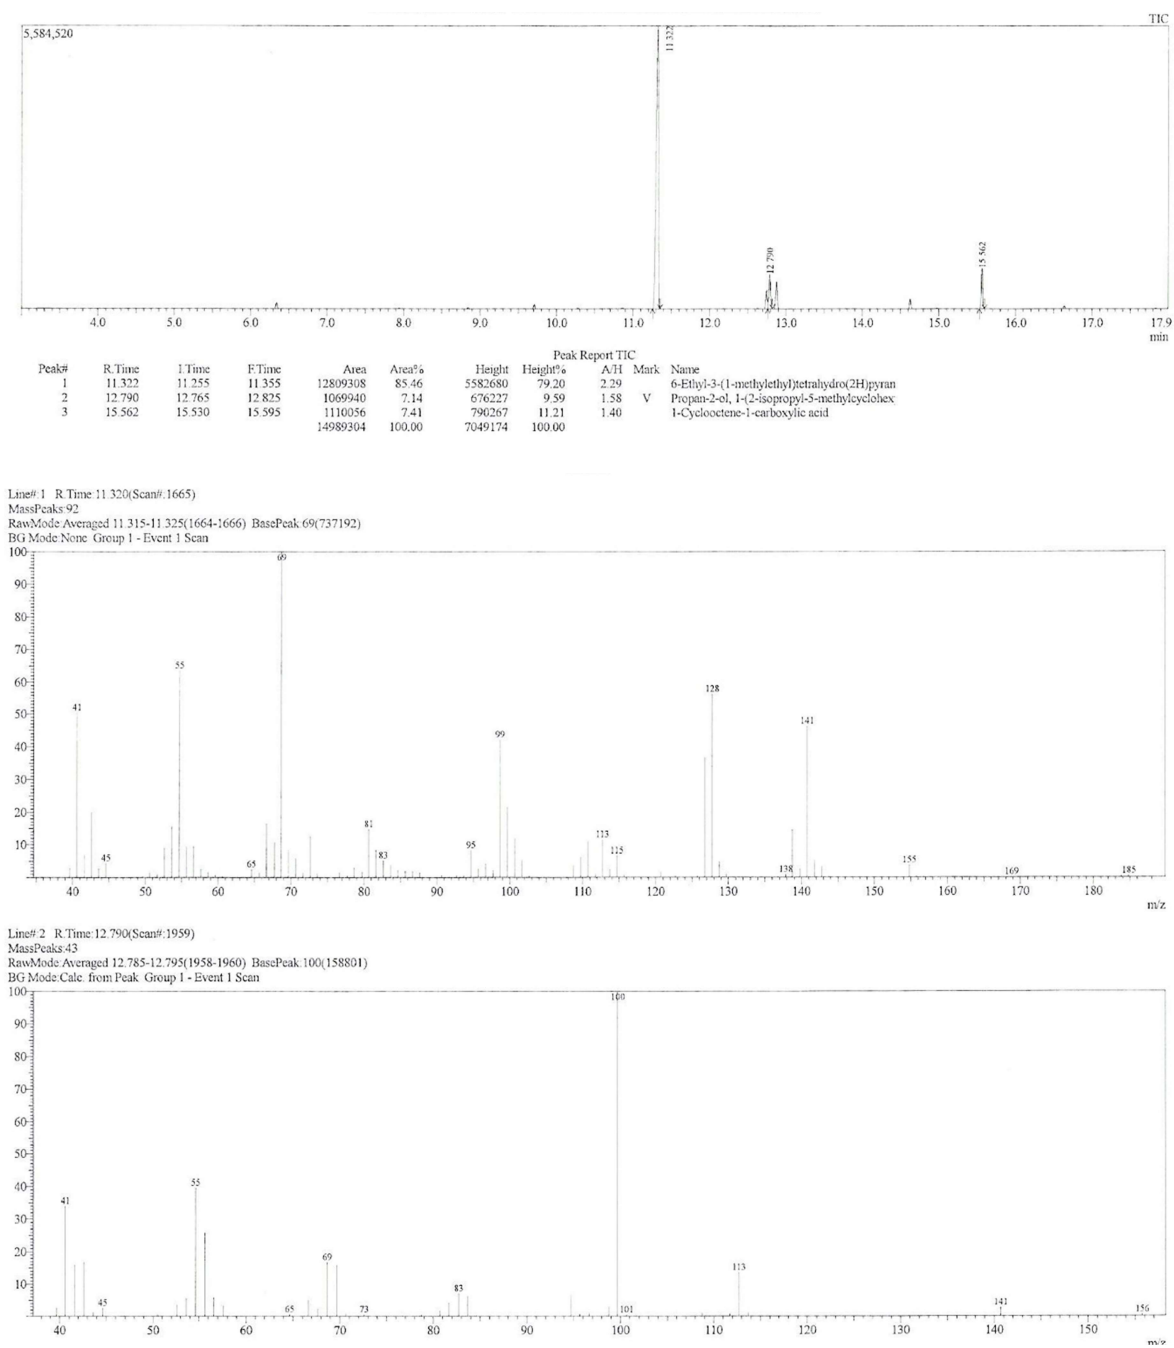 TIC
5,584,520
11.322
12.790
15.562
4.0 5.0 6.0 7.0 8.0 9.0 10.0 11.0 12.0 13.0 14.0 15.0 16.0 17.0 17.9
min
Peak Report TIC
Peak# R.Time I.Time F.Time Area Area% Height Height% A/H Mark Name
1 11.322 11.255 11.355 12809308 85.46 5582680 79.20 2.29 6-Ethyl-3-(1-methylethyl)tetrahydro(2H)pyran
2 12.790 12.765 12.825 1069940 7.14 676227 9.59 1.58 V Propan-2-ol, 1-(2-isopropyl-5-methylcyclohex
3 15.562 15.530 15.595 1110056 7.41 790267 11.21 1.40 1-Cyclooctene-1-carboxylic acid
14989304 100.00 7049174 100.00
Line#:1 R.Time:11.320(Scan#:1665)
MassPeaks:92
RawMode:Averaged 11.315-11.325(1664-1666) BasePeak:69(737192)
BG Mode:None Group 1 - Event 1 Scan
100
69
90
80
70
55
60
128
50
41
141
40
99
30
20
81
10
45
65
83
95
113
115
138
155
169
185
40 50 60 70 80 90 100 110 120 130 140 150 160 170 180
m/z
Line#:2 R.Time:12.790(Scan#:1959)
MassPeaks:43
RawMode:Averaged 12.785-12.795(1958-1960) BasePeak:100(158801)
BG Mode:Calc. from Peak Group 1 - Event 1 Scan
100
100
90
80
70
60
50
40
55
41
30
20
69
113
10
83
45
65
73
101
141
156
40 50 60 70 80 90 100 110 120 130 140 150
m/z